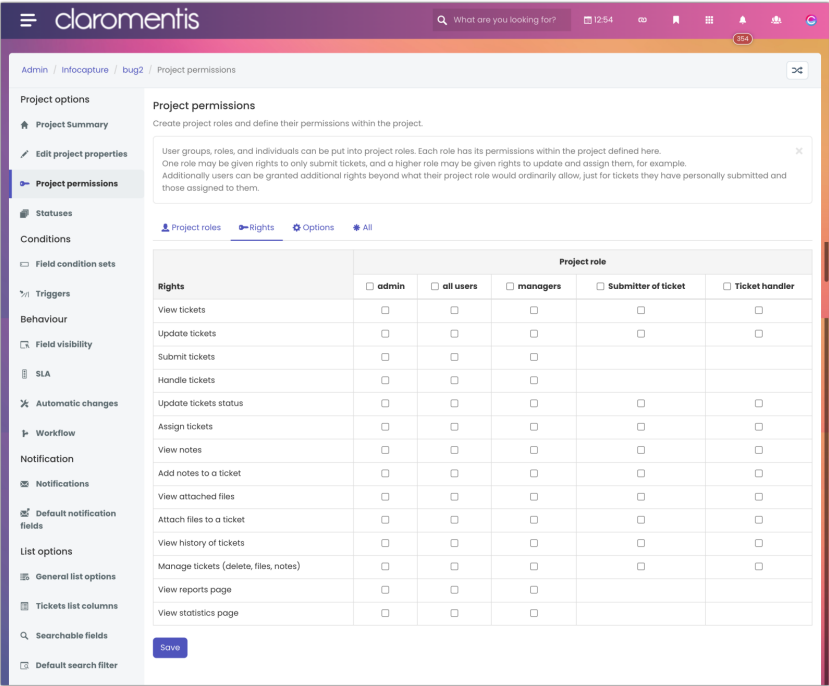 claromentis
What are you looking for?
12:54
354
Admin / Infocapture / bug2 / Project permissions
Project options
Project Summary
Edit project properties
Project permissions
Statuses
Conditions
Field condition sets
Triggers
Behaviour
Field visibility
SLA
Automatic changes
Workflow
Notification
Notifications
Default notification
fields
List options
General list options
Tickets list columns
Searchable fields
Default search filter
Project permissions
Create project roles and define their permissions within the project.
User groups, roles, and individuals can be put into project roles. Each role has its permissions within the project defined here.
One role may be given rights to only submit tickets, and a higher role may be given rights to update and assign them, for example.
Additionally users can be granted additional rights beyond what their project role would ordinarily allow, just for tickets they have personally submitted and
those assigned to them.
Project roles Rights Options All
Project role
Rights admin all users managers Submitter of ticket Ticket handler
View tickets
Update tickets
Submit tickets
Handle tickets
Update tickets status
Assign tickets
View notes
Add notes to a ticket
View attached files
Attach files to a ticket
View history of tickets
Manage tickets (delete, files, notes)
View reports page
View statistics page
Save